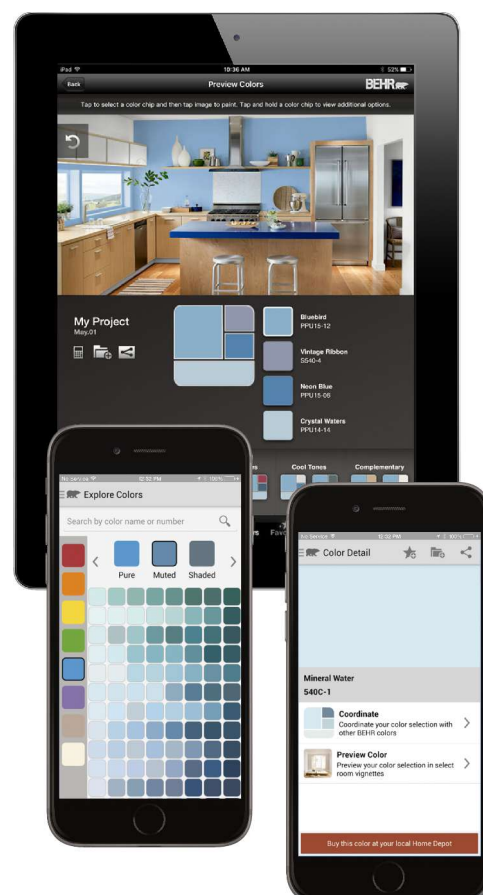 iPad
10:36 AM
52%
Back
Preview Colors
BEHR
Tap to select a color chip and then tap image to paint. Tap and hold a color chip to view additional options.
My Project
May.01
Bluebird
PPU15-12
Vintage Ribbon
S540-4
Neon Blue
PPU15-06
Crystal Waters
PPU14-14
Cool Tones
Complementary
No Service
12:32 PM
100%
Explore Colors
Search by color name or number
Pure
Muted
Shaded
No Service
12:32 PM
100%
Color Detail
Mineral Water
540C-1
Coordinate
Coordinate your color selection with
other BEHR colors
Preview Color
Preview your color selection in select
room vignettes
Buy this color at your local Home Depot